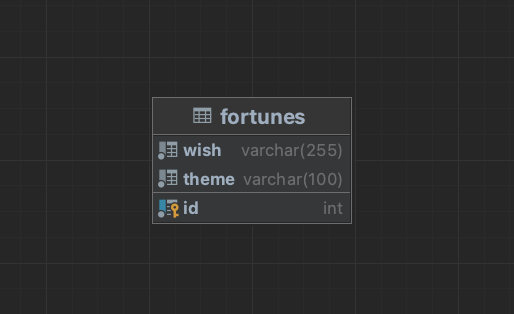 fortunes
wish varchar(255)
theme varchar(100)
id int